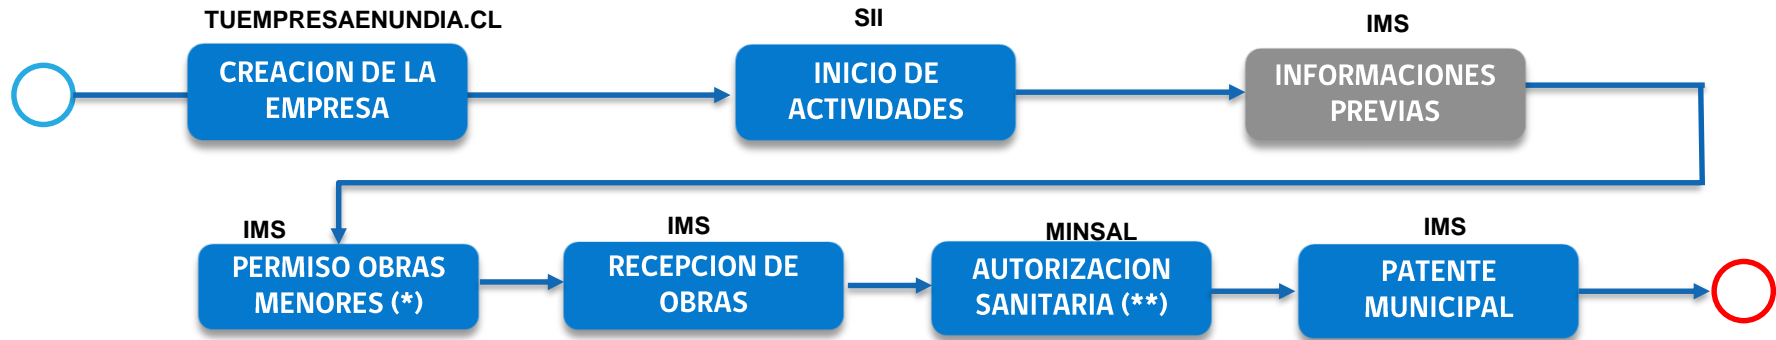 TUEMPRESAENUNDIA.CL
CREACION DE LA
EMPRESA
SII
INICIO DE
ACTIVIDADES
IMS
INFORMACIONES
PREVIAS
IMS
PERMISO OBRAS
MENORES (*)
IMS
RECEPCION DE
OBRAS
MINSAL
AUTORIZACION
SANITARIA (**)
IMS
PATENTE
MUNICIPAL